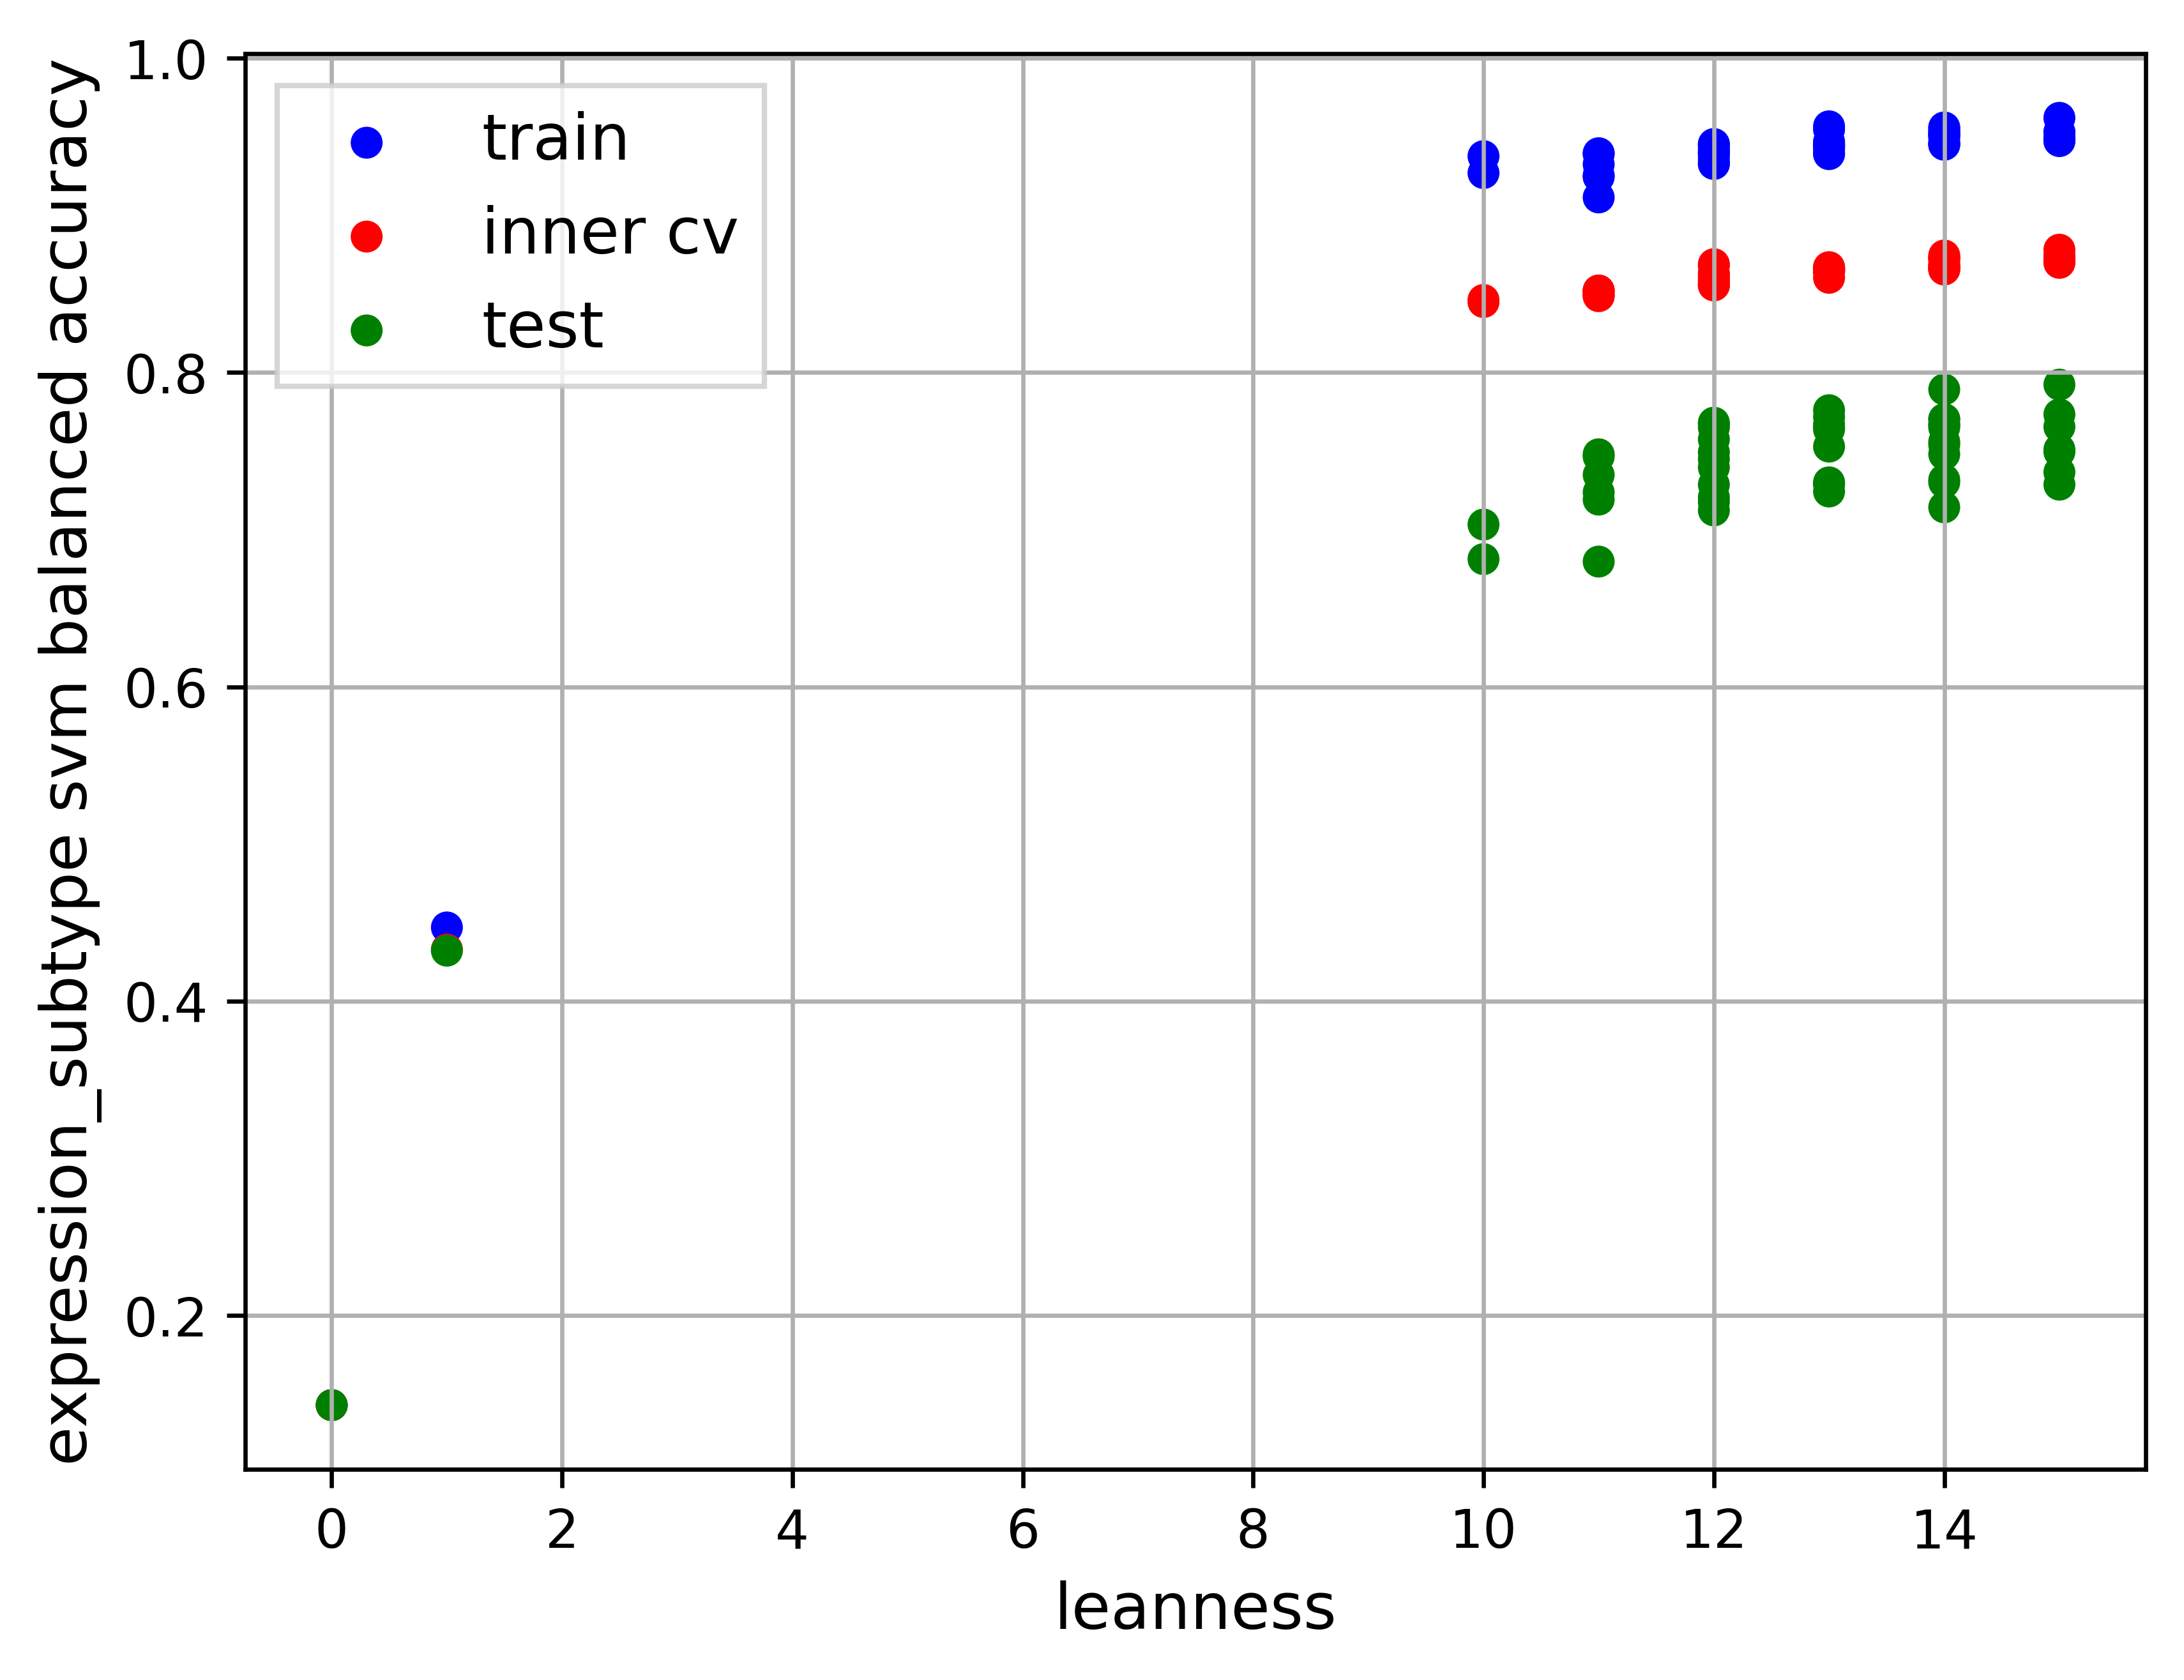 expression_subtype svm balanced accuracy
1.0
0.8
0.6
0.4
0.2
train
inner cv
test
0 2 4 6 8 10 12 14
leanness